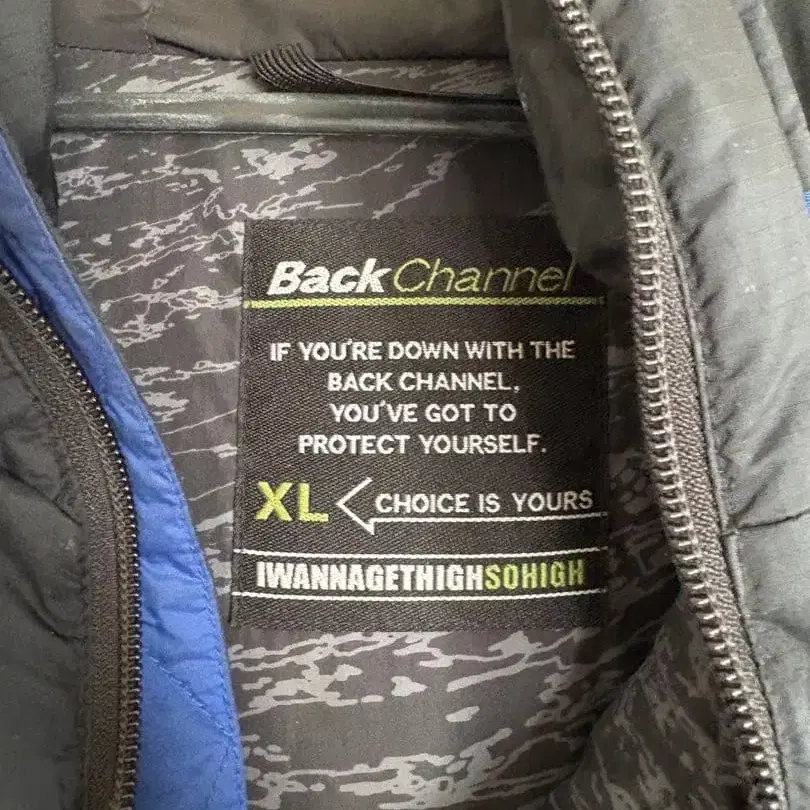 Back Channel
IF YOU'RE DOWN WITH THE
BACK CHANNEL,
YOU'VE GOT TO
PROTECT YOURSELF.
XL CHOICE IS YOURS
IWANNAGETHIGHSOHIGH